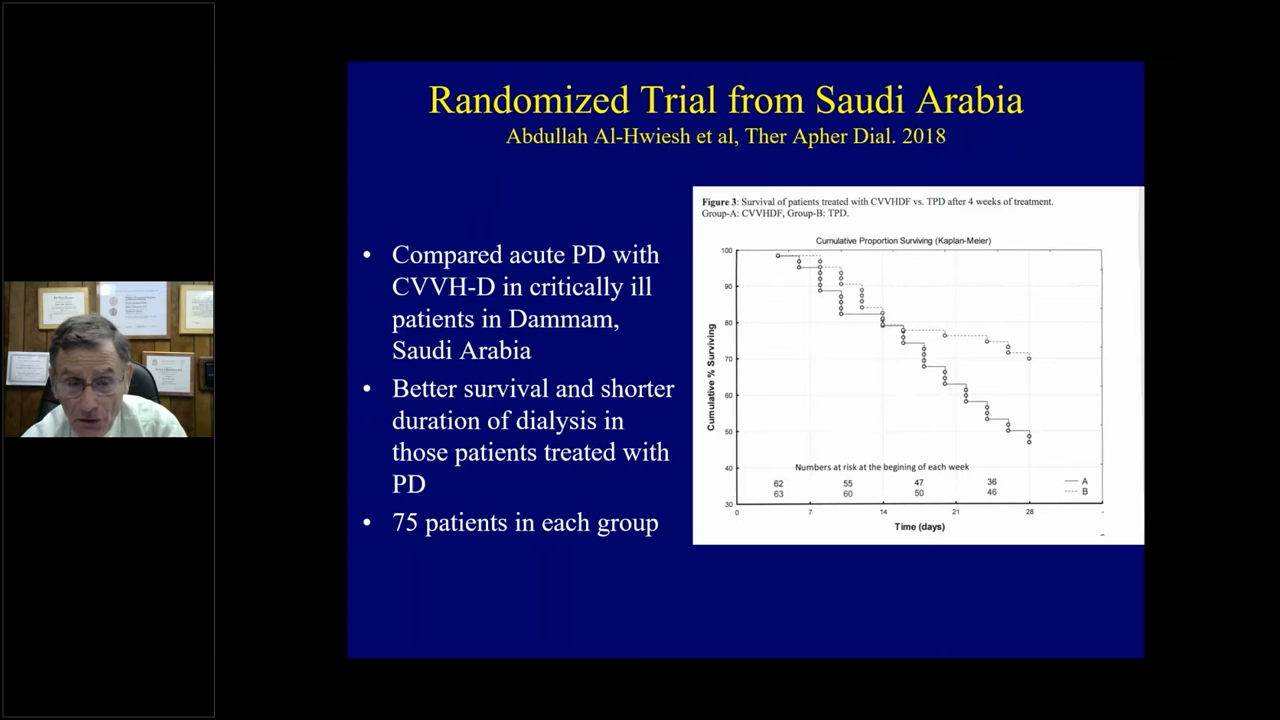 Randomized Trial from Saudi Arabia
Abdullah Al-Hwiesh et al, Ther Apher Dial. 2018
• Compared acute PD with
CVVH-D in critically ill
patients in Dammam,
Saudi Arabia
• Better survival and shorter
duration of dialysis in
those patients treated with
PD
• 75 patients in each group
Figure 3: Survival of patients treated with CVVHDF vs. TPD after 4 weeks of treatment.
Group-A: CVVHDF, Group-B: TPD.
Cumulative Proportion Surviving (Kaplan-Meier)
Cumulative % Surviving
100
90
80
70
60
50
40
30
Numbers at risk at the begining of each week
62 55 47 36
63 60 50 46
A
B
0 7 14 21 28
Time (days)